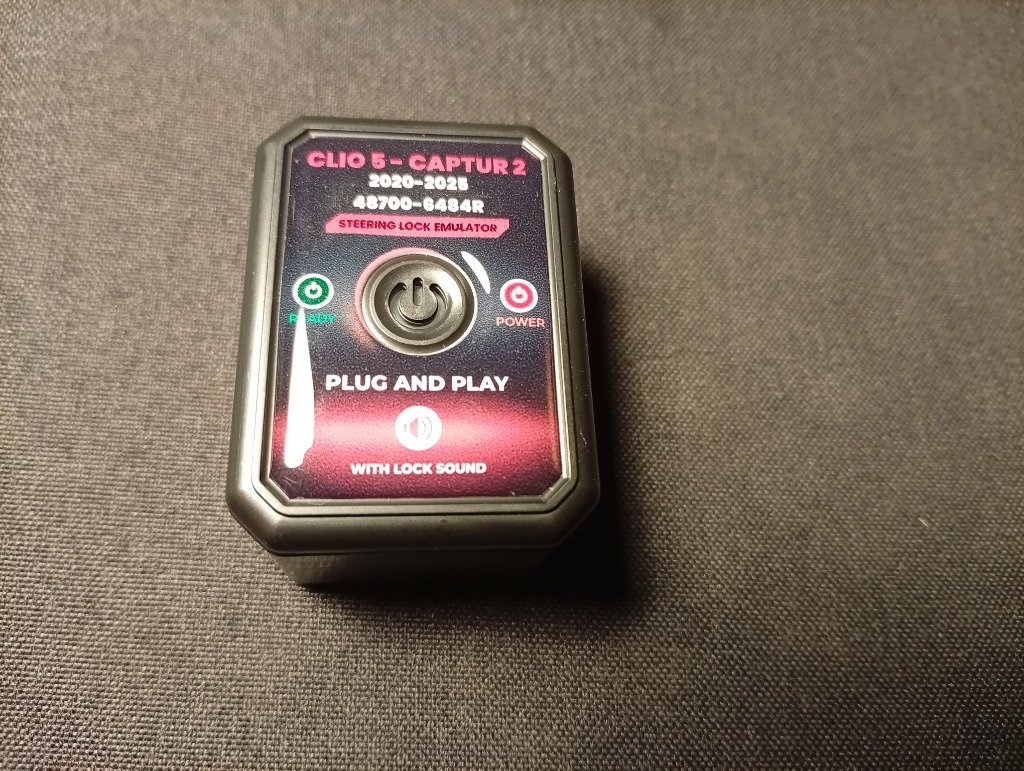 CLIO 5 - CAPTUR 2
2020-2025
48700-6484R
STEERING LOCK EMULATOR
READY
POWER
PLUG AND PLAY
WITH LOCK SOUND